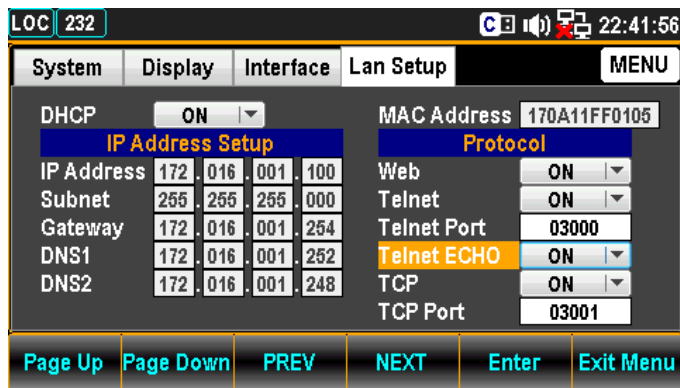 LOC 232 C 22:41:56
System Display Interface Lan Setup MENU
DHCP ON
IP Address Setup
IP Address 172 . 016 . 001 . 100
Subnet 255 . 255 . 255 . 000
Gateway 172 . 016 . 001 . 254
DNS1 172 . 016 . 001 . 252
DNS2 172 . 016 . 001 . 248
MAC Address 170A11FF0105
Protocol
Web ON
Telnet ON
Telnet Port 03000
Telnet ECHO ON
TCP ON
TCP Port 03001
Page Up Page Down PREV NEXT Enter Exit Menu